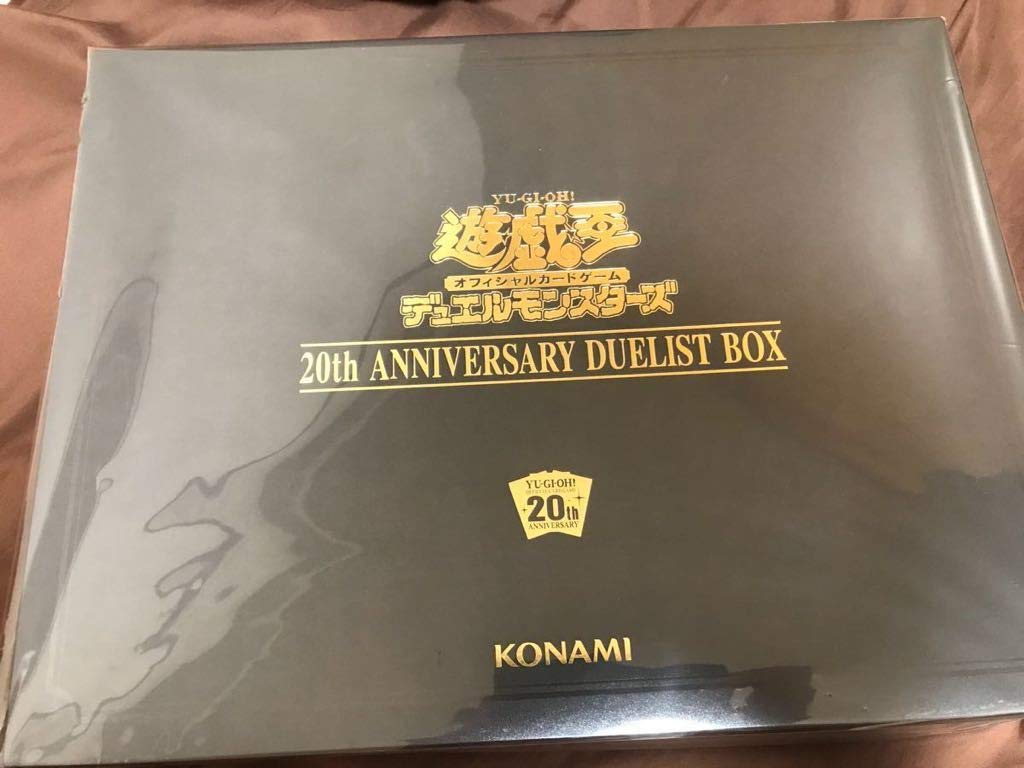 YU-GI-OH!
遊戯王
オフィシャルカードゲーム
デュエルモンスターズ
20th ANNIVERSARY DUELIST BOX
YU-GI-OH!
20th
ANNIVERSARY
KONAMI